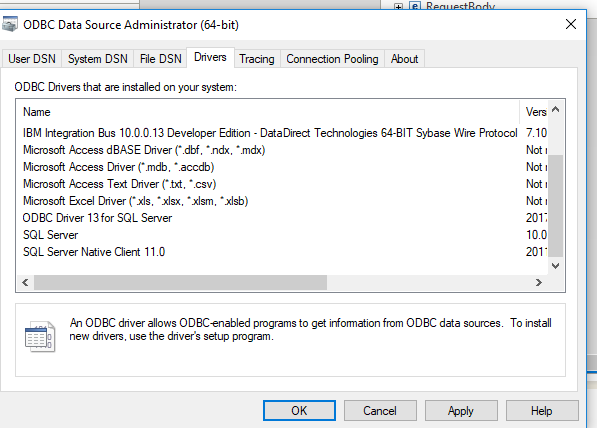 RequestBody
ODBC Data Source Administrator (64-bit)
User DSN System DSN File DSN Drivers Tracing Connection Pooling About
ODBC Drivers that are installed on your system:
Name Vers
IBM Integration Bus 10.0.0.13 Developer Edition - DataDirect Technologies 64-BIT Sybase Wire Protocol 7.10
Microsoft Access dBASE Driver (*.dbf, *.ndx, *.mdx) Not
Microsoft Access Driver (*.mdb, *.accdb) Not
Microsoft Access Text Driver (*.txt, *.csv) Not
Microsoft Excel Driver (*.xls, *.xlsx, *.xlsm, *.xlsb) Not
ODBC Driver 13 for SQL Server 2017
SQL Server 10.0
SQL Server Native Client 11.0 2011
An ODBC driver allows ODBC-enabled programs to get information from ODBC data sources. To install
new drivers, use the driver's setup program.
OK Cancel Apply Help